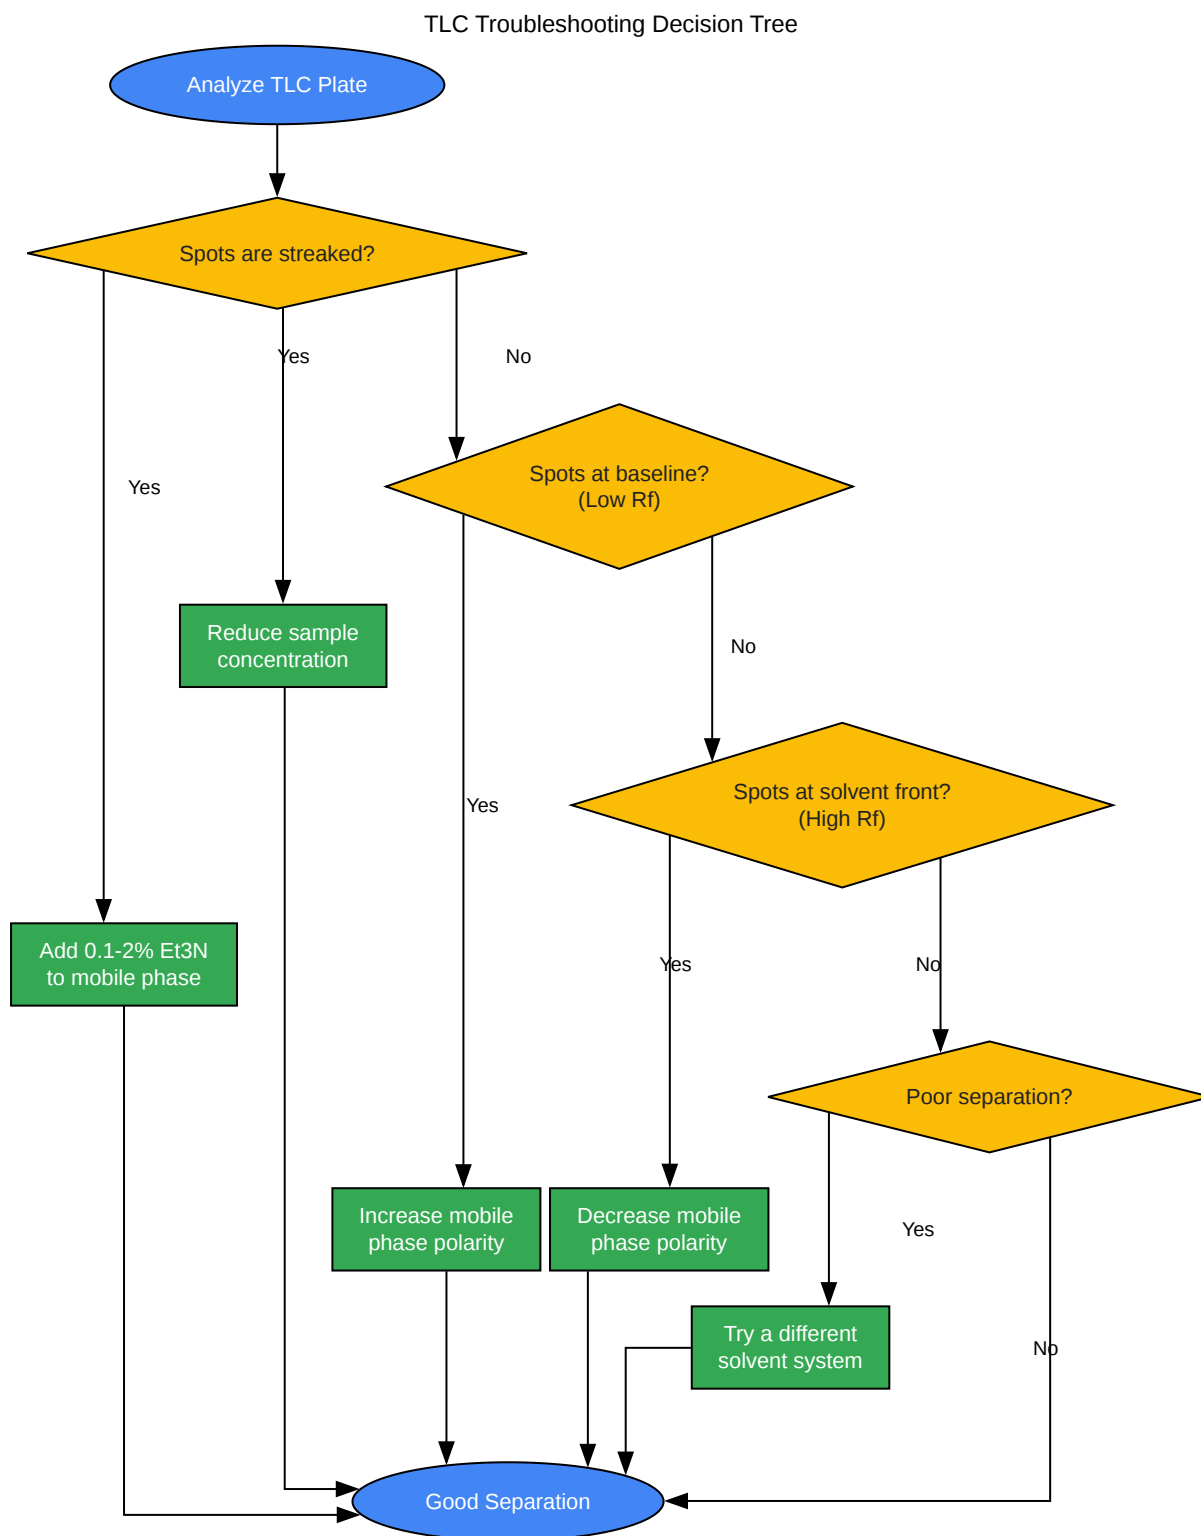 TLC Troubleshooting Decision Tree
Analyze TLC Plate
Spots are streaked?
Yes
No
Spots at baseline?
(Low Rf)
Yes
Reduce sample
concentration
No
Spots at solvent front?
(High Rf)
Yes
Add 0.1-2% Et3N
to mobile phase
Yes
No
Poor separation?
Increase mobile
phase polarity
Decrease mobile
phase polarity
Yes
Try a different
solvent system
No
Good Separation